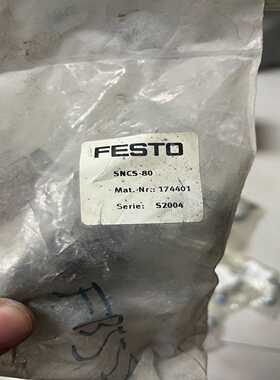 FESTO
SNCS-80
Mat.-Nr.: 174401
Serie: S2004